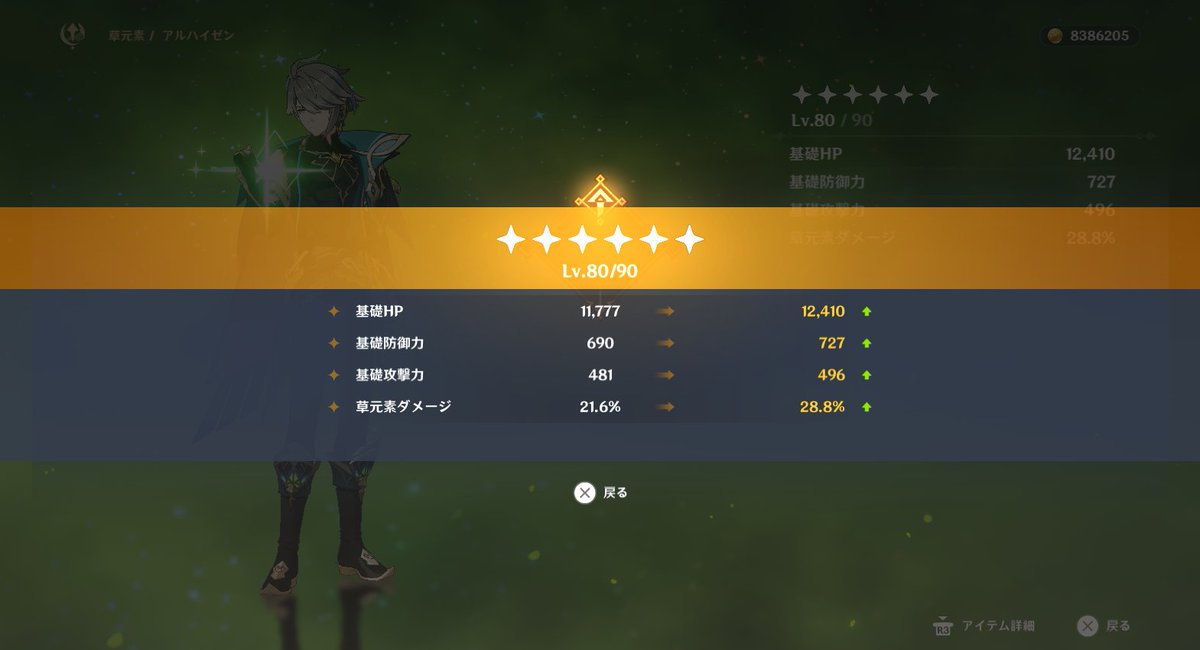 草元素 / アルハイゼン
8386205
Lv.80 / 90
基礎HP 12,410
基礎防御力 727
基礎攻撃力 496
草元素ダメージ 28.8%
Lv.80/90
基礎HP 11,777 12,410
基礎防御力 690 727
基礎攻撃力 481 496
草元素ダメージ 21.6% 28.8%
戻る
R3 アイテム詳細 戻る